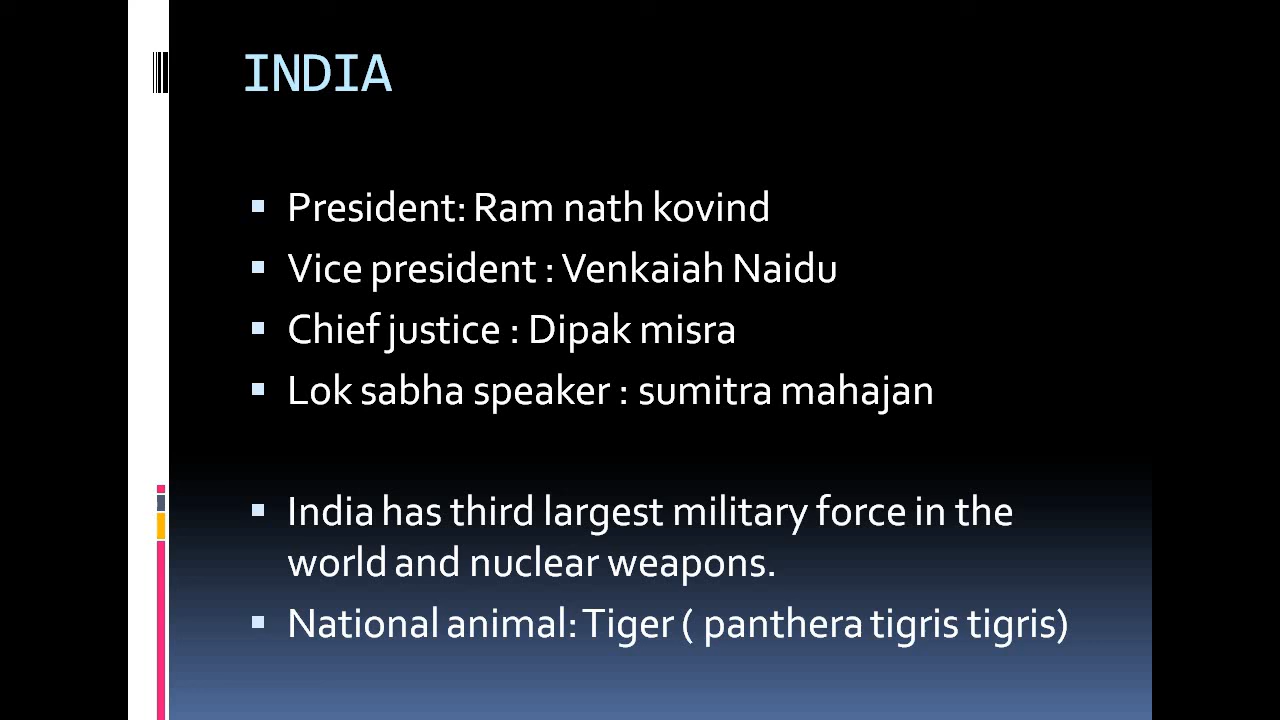 INDIA
President: Ram nath kovind
Vice president : Venkaiah Naidu
Chief justice : Dipak misra
Lok sabha speaker : sumitra mahajan
India has third largest military force in the
world and nuclear weapons.
National animal: Tiger ( panthera tigris tigris)